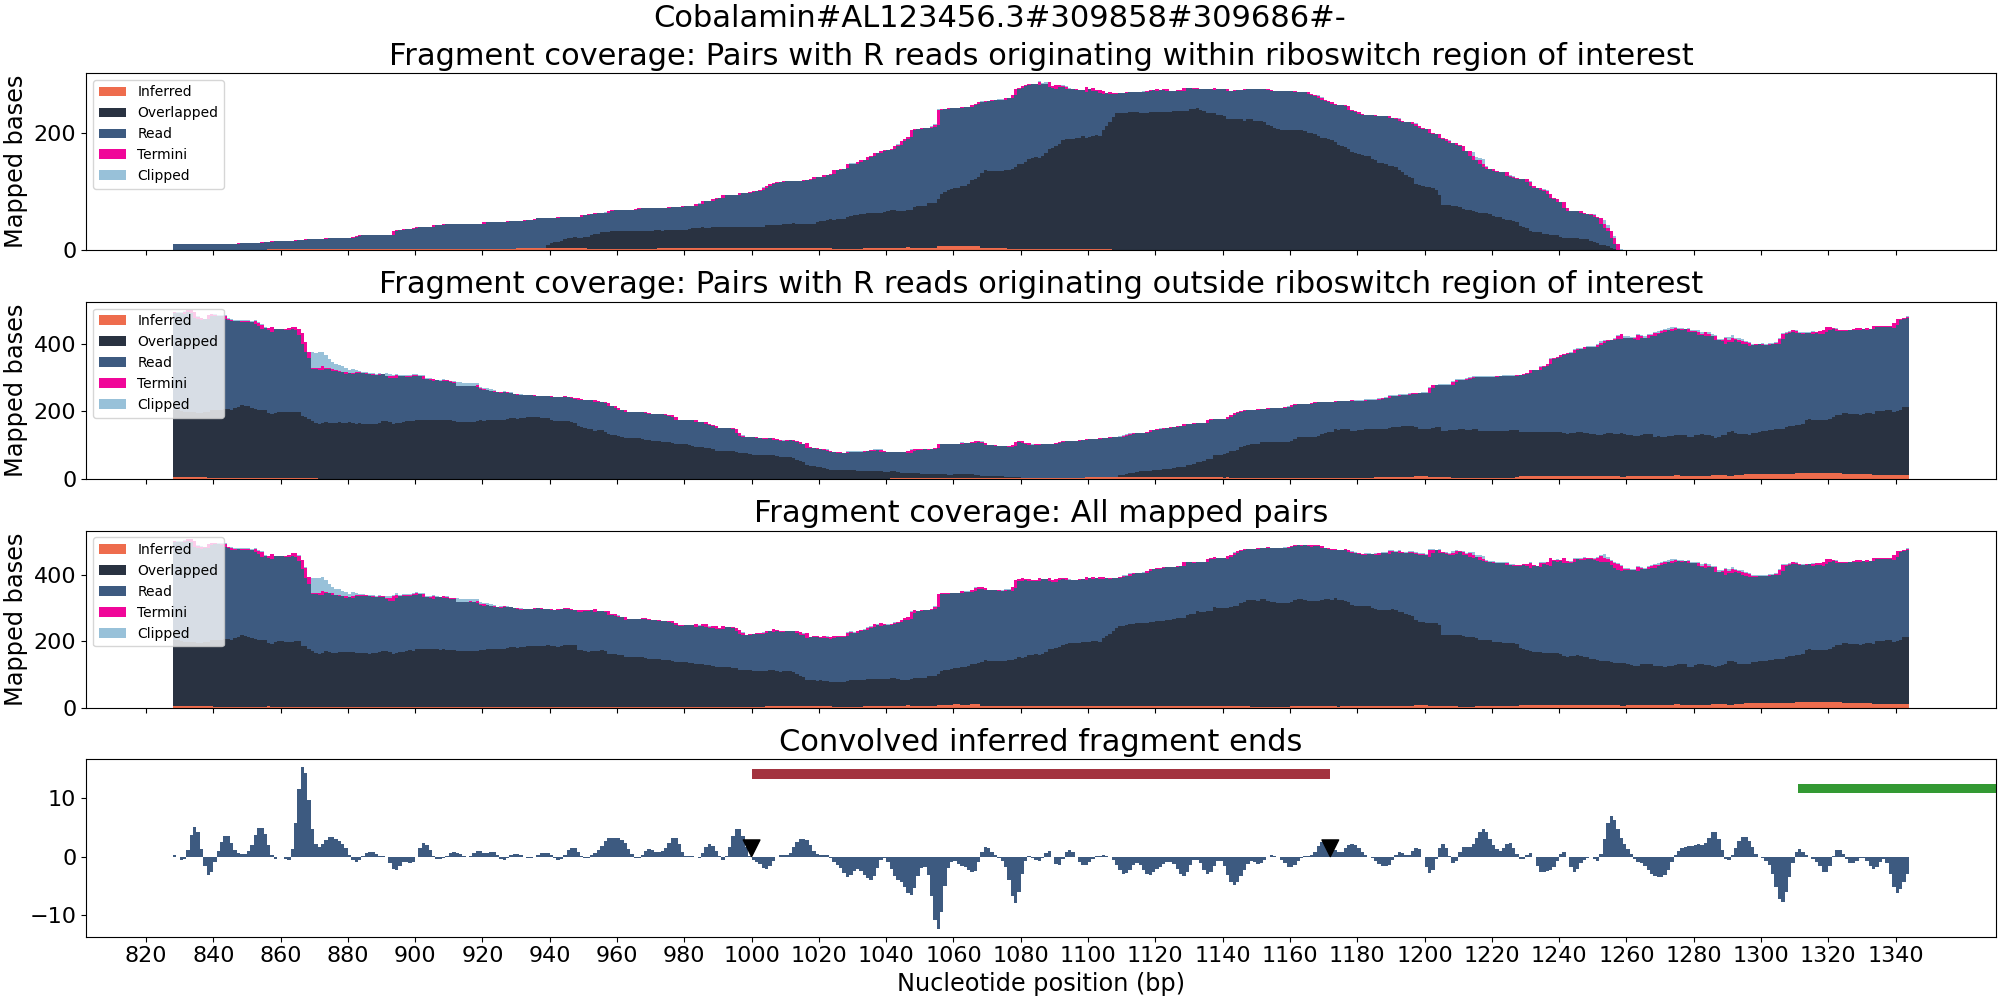 Cobalamin#AL123456.3#309858#309686#-
Fragment coverage: Pairs with R reads originating within riboswitch region of interest
Mapped bases
200
0
Inferred
Overlapped
Read
Termini
Clipped
Fragment coverage: Pairs with R reads originating outside riboswitch region of interest
Mapped bases
400
200
0
Inferred
Overlapped
Read
Termini
Clipped
Fragment coverage: All mapped pairs
Mapped bases
400
200
0
Inferred
Overlapped
Read
Termini
Clipped
Convolved inferred fragment ends
10
0
−10
820 840 860 880 900 920 940 960 980 1000 1020 1040 1060 1080 1100 1120 1140 1160 1180 1200 1220 1240 1260 1280 1300 1320 1340
Nucleotide position (bp)